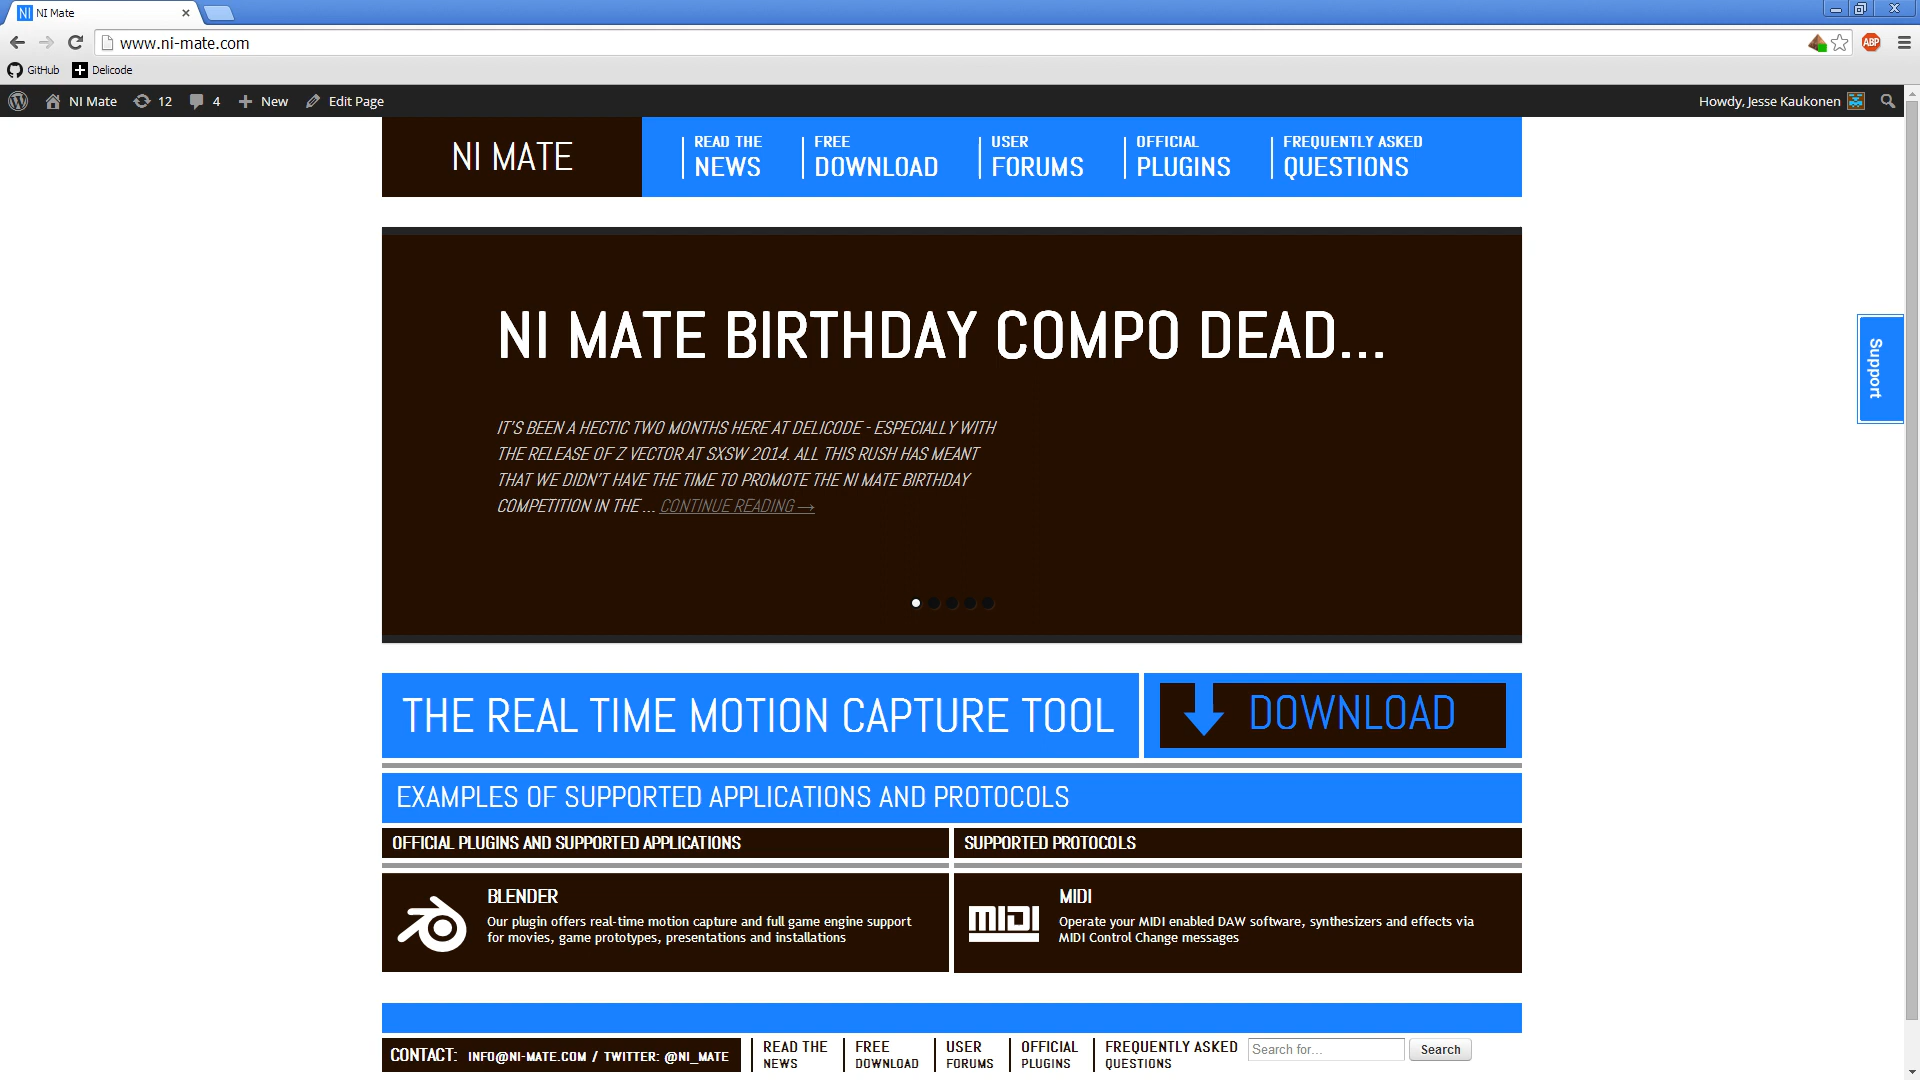 NI NI Mate
www.ni-mate.com
ABP
GitHub Delicode
NI Mate 12 4 New Edit Page Howdy, Jesse Kaukonen
NI MATE
READ THE
NEWS
FREE
DOWNLOAD
USER
FORUMS
OFFICIAL
PLUGINS
FREQUENTLY ASKED
QUESTIONS
NI MATE BIRTHDAY COMPO DEAD...
Support
IT'S BEEN A HECTIC TWO MONTHS HERE AT DELICODE - ESPECIALLY WITH
THE RELEASE OF Z VECTOR AT SXSW 2014. ALL THIS RUSH HAS MEANT
THAT WE DIDN'T HAVE THE TIME TO PROMOTE THE NI MATE BIRTHDAY
COMPETITION IN THE ... CONTINUE READING →
THE REAL TIME MOTION CAPTURE TOOL
DOWNLOAD
EXAMPLES OF SUPPORTED APPLICATIONS AND PROTOCOLS
OFFICIAL PLUGINS AND SUPPORTED APPLICATIONS
BLENDER
Our plugin offers real-time motion capture and full game engine support
for movies, game prototypes, presentations and installations
SUPPORTED PROTOCOLS
MIDI
MIDI
Operate your MIDI enabled DAW software, synthesizers and effects via
MIDI Control Change messages
CONTACT: INFO@NI-MATE.COM / TWITTER: @NI_MATE
READ THE
NEWS
FREE
DOWNLOAD
USER
FORUMS
OFFICIAL
PLUGINS
FREQUENTLY ASKED
QUESTIONS
Search for... Search